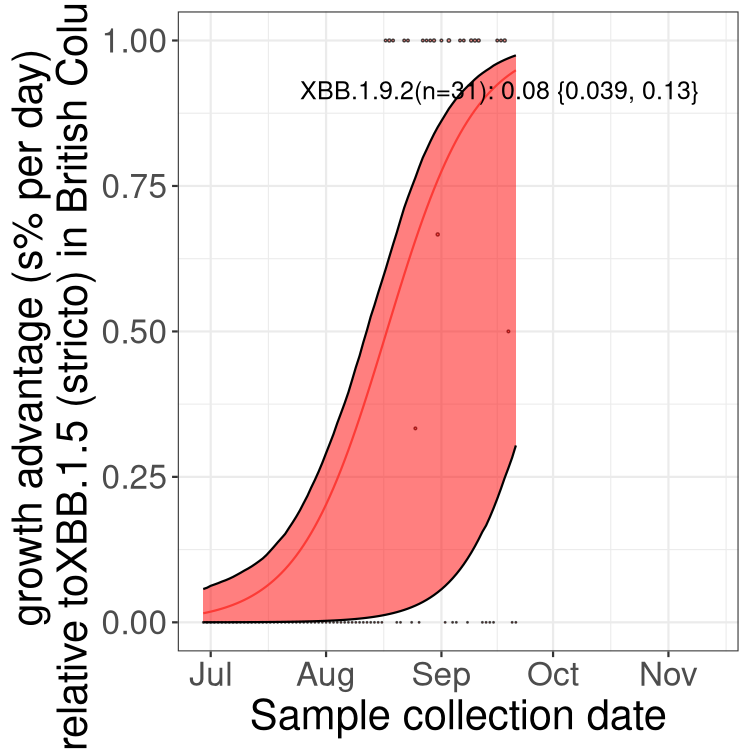 growth advantage (s% per day)
relative toXBB.1.5 (stricto) in British Colu
1.00
0.75
0.50
0.25
0.00
XBB.1.9.2(n=31): 0.08 {0.039, 0.13}
Jul Aug Sep Oct Nov
Sample collection date